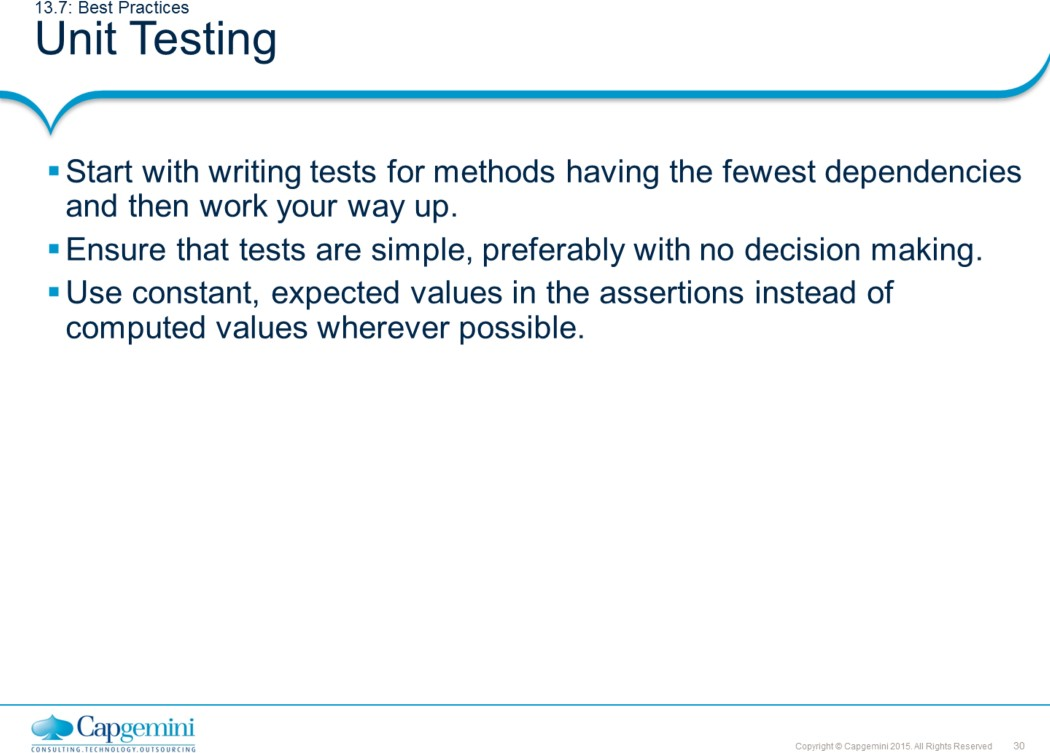 13.7: Best Practices
Unit Testing
▪ Start with writing tests for methods having the fewest dependencies
and then work your way up.
▪ Ensure that tests are simple, preferably with no decision making.
▪ Use constant, expected values in the assertions instead of
computed values wherever possible.
Capgemini
CONSULTING.TECHNOLOGY.OUTSOURCING
Copyright © Capgemini 2015. All Rights Reserved 30